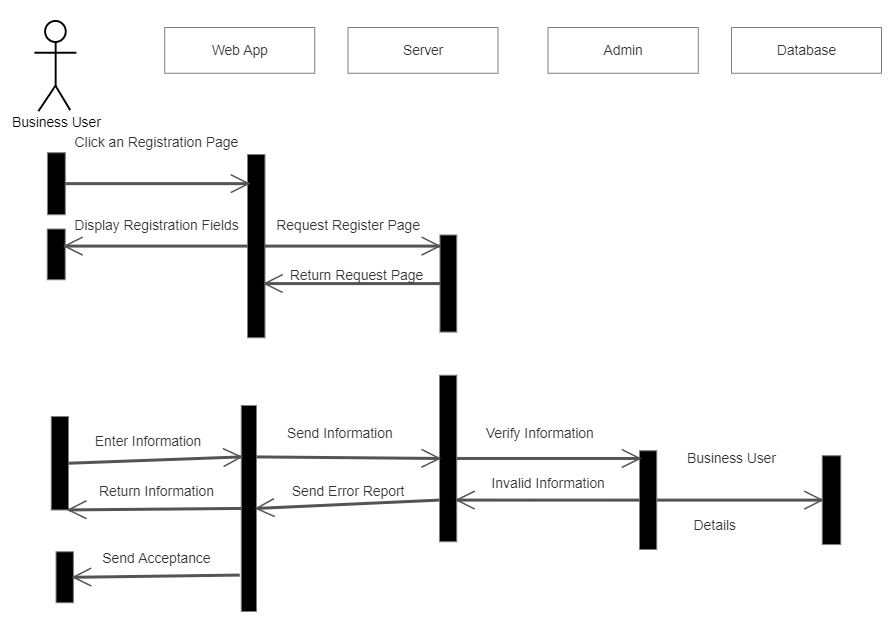 Web App
Server
Admin
Database
Business User
Click an Registration Page
Display Registration Fields
Request Register Page
Return Request Page
Enter Information
Send Information
Verify Information
Business User
Return Information
Send Error Report
Invalid Information
Details
Send Acceptance